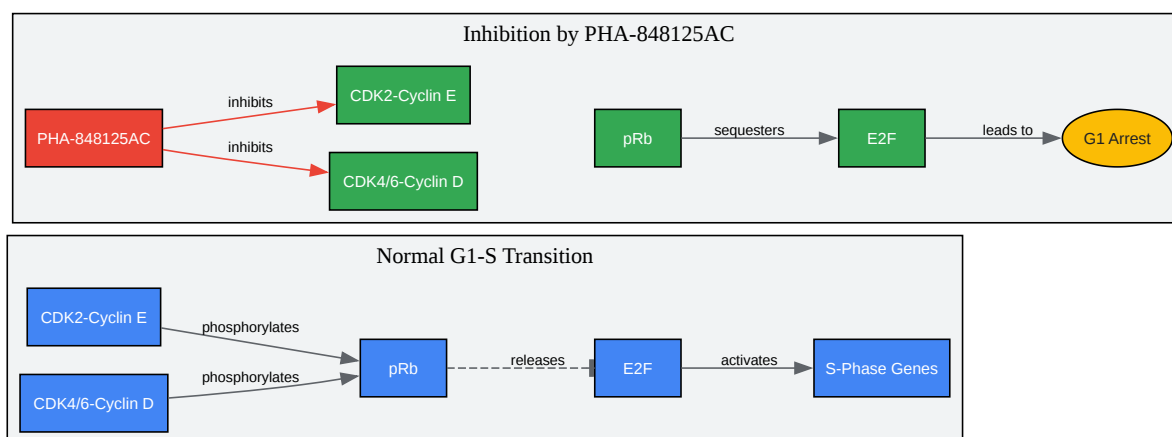 Inhibition by PHA-848125AC
PHA-848125AC
inhibits
inhibits
CDK2-Cyclin E
CDK4/6-Cyclin D
pRb
sequesters
E2F
leads to
G1 Arrest
Normal G1-S Transition
CDK2-Cyclin E
CDK4/6-Cyclin D
phosphorylates
phosphorylates
pRb
releases
E2F
activates
S-Phase Genes